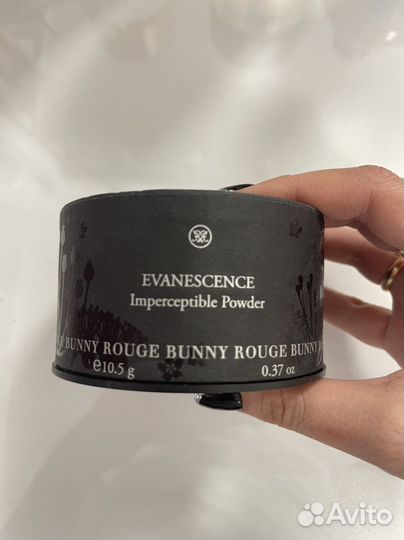 EVANESCENCE
Imperceptible Powder
BUNNY ROUGE BUNNY ROUGE BUNNY
℮10.5 g 0.37 oz
Avito